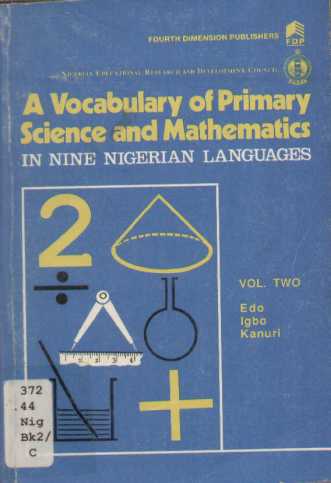 FOURTH DIMENSION PUBLISHERS
FDP
NIGERIAN EDUCATIONAL RESEARCH AND DEVELOPMENT COUNCIL
A Vocabulary of Primary
Science and Mathematics
IN NINE NIGERIAN LANGUAGES
2
÷
VOL. TWO
Edo
Igbo
Kanuri
+
372
44
Nig
Bk2/
C